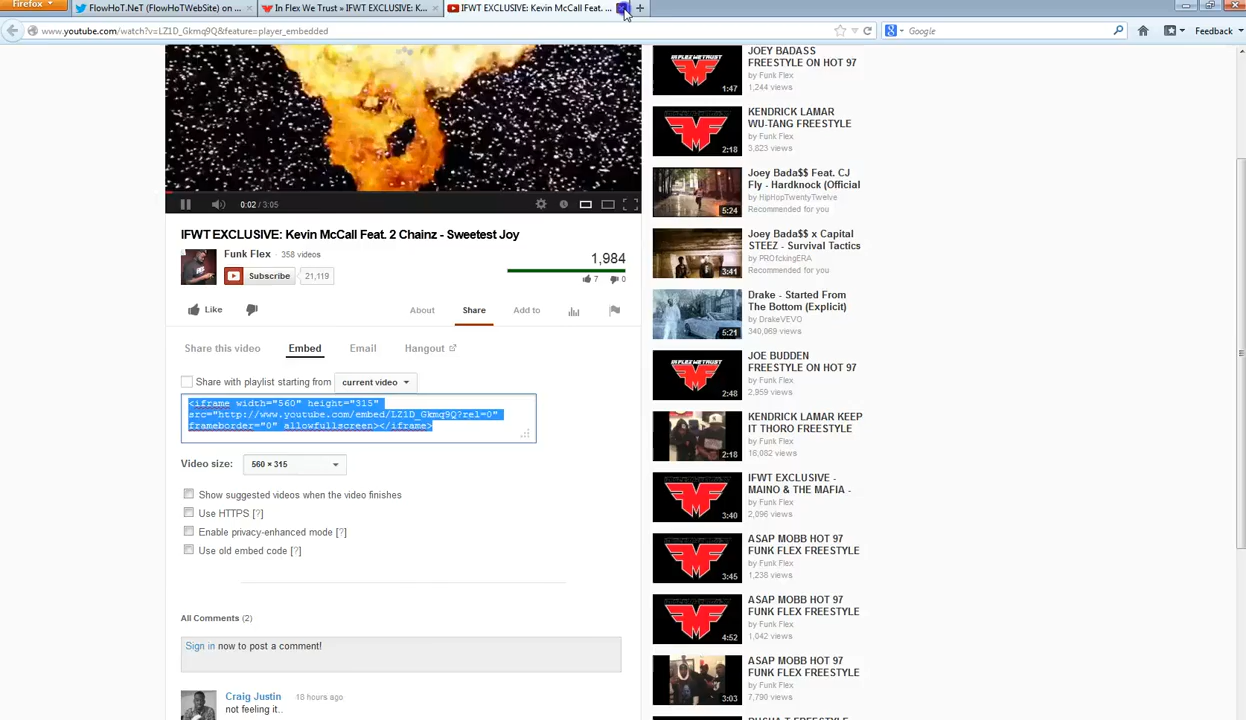 Firefox
FlowHoT.NeT (FlowHoTWebSite) on ...
In Flex We Trust » IFWT EXCLUSIVE: K...
IFWT EXCLUSIVE: Kevin McCall Feat. ...
www.youtube.com/watch?v=LZ1D_Gkmq9Q&feature=player_embedded
Google
Feedback
0:02 / 3:05
IFWT EXCLUSIVE: Kevin McCall Feat. 2 Chainz - Sweetest Joy
Funk Flex · 358 videos
Subscribe 21,119
1,984
7 0
Like
About Share Add to
Share this video Embed Email Hangout
Share with playlist starting from current video
<iframe width="560" height="315"
src="http://www.youtube.com/embed/LZ1D_Gkmq9Q?rel=0"
frameborder="0" allowfullscreen></iframe>
Video size: 560 × 315
Show suggested videos when the video finishes
Use HTTPS [?]
Enable privacy-enhanced mode [?]
Use old embed code [?]
All Comments (2)
Sign in now to post a comment!
Craig Justin 18 hours ago
not feeling it..
JOEY BADASS
FREESTYLE ON HOT 97
by Funk Flex
1,244 views
IN FLEX WE TRUST
1:47
KENDRICK LAMAR
WU-TANG FREESTYLE
by Funk Flex
3,823 views
2:18
Joey Bada$$ Feat. CJ
Fly - Hardknock (Official
by HipHopTwentyTwelve
Recommended for you
5:24
Joey Bada$$ x Capital
STEEZ - Survival Tactics
by PROfckingERA
Recommended for you
3:41
Drake - Started From
The Bottom (Explicit)
by DrakeVEVO
340,069 views
5:21
JOE BUDDEN
FREESTYLE ON HOT 97
by Funk Flex
2,959 views
IN FLEX WE TRUST
2:48
KENDRICK LAMAR KEEP
IT THORO FREESTYLE
by Funk Flex
16,082 views
2:18
IFWT EXCLUSIVE -
MAINO & THE MAFIA -
by Funk Flex
2,096 views
3:40
ASAP MOBB HOT 97
FUNK FLEX FREESTYLE
by Funk Flex
1,238 views
3:45
ASAP MOBB HOT 97
FUNK FLEX FREESTYLE
by Funk Flex
1,042 views
4:52
ASAP MOBB HOT 97
FUNK FLEX FREESTYLE
by Funk Flex
7,790 views
3:03